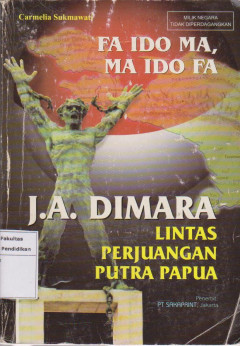 Carmelia Sukmawati
MILIK NEGARA
TIDAK DIPERDAGANGKAN
FA IDO MA,
MA IDO FA
J.A. DIMARA
LINTAS
PERJUANGAN
PUTRA PAPUA
Fakultas
Pendidikan
Penerbit
PT SAKAPRINT, Jakarta